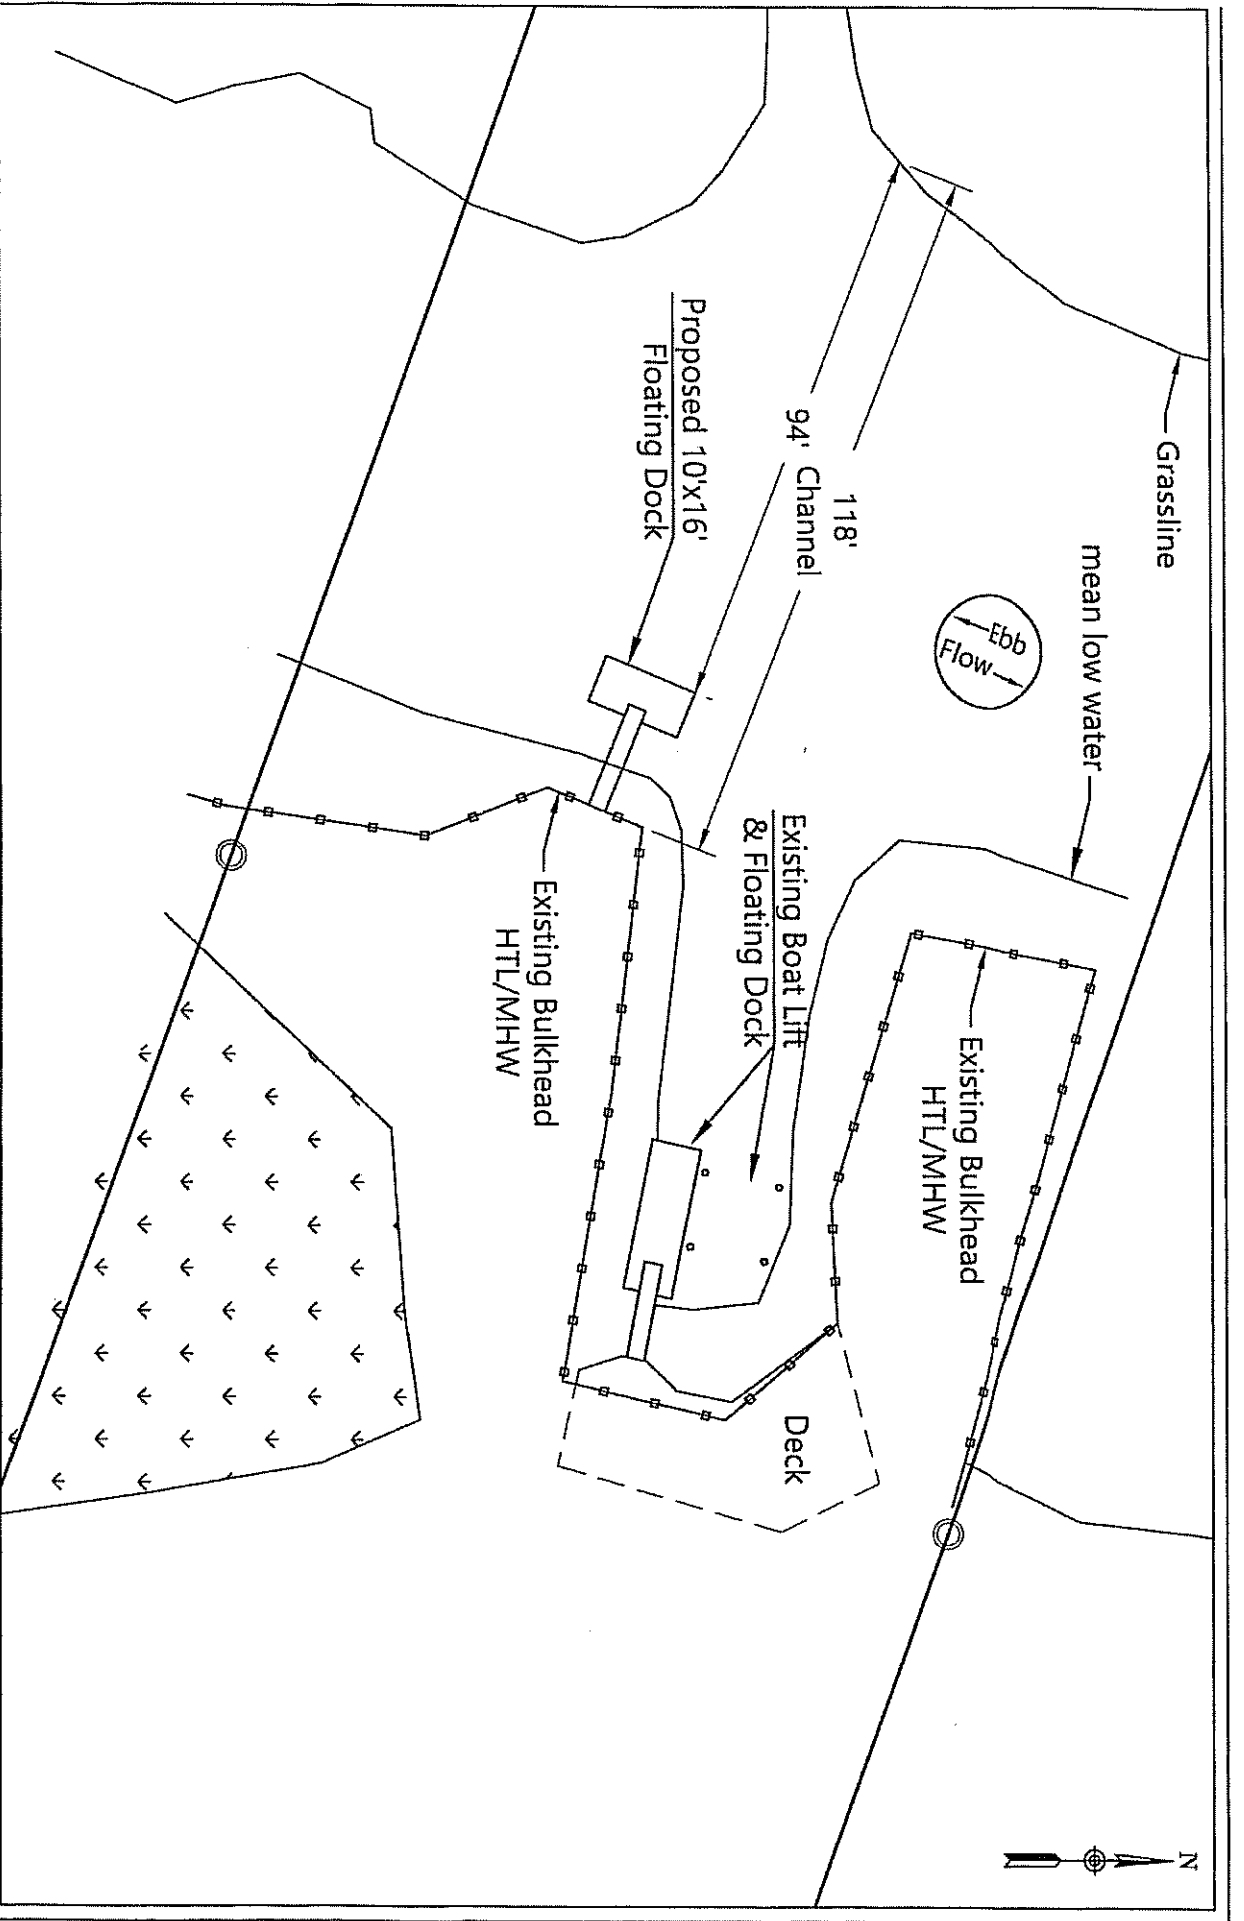 Grassline
mean low water
Ebb
Flow
118'
94' Channel
Proposed 10'x16'
Floating Dock
Existing Boat Lift
& Floating Dock
Existing Bulkhead
HTL/MHW
Existing Bulkhead
HTL/MHW
Deck
N